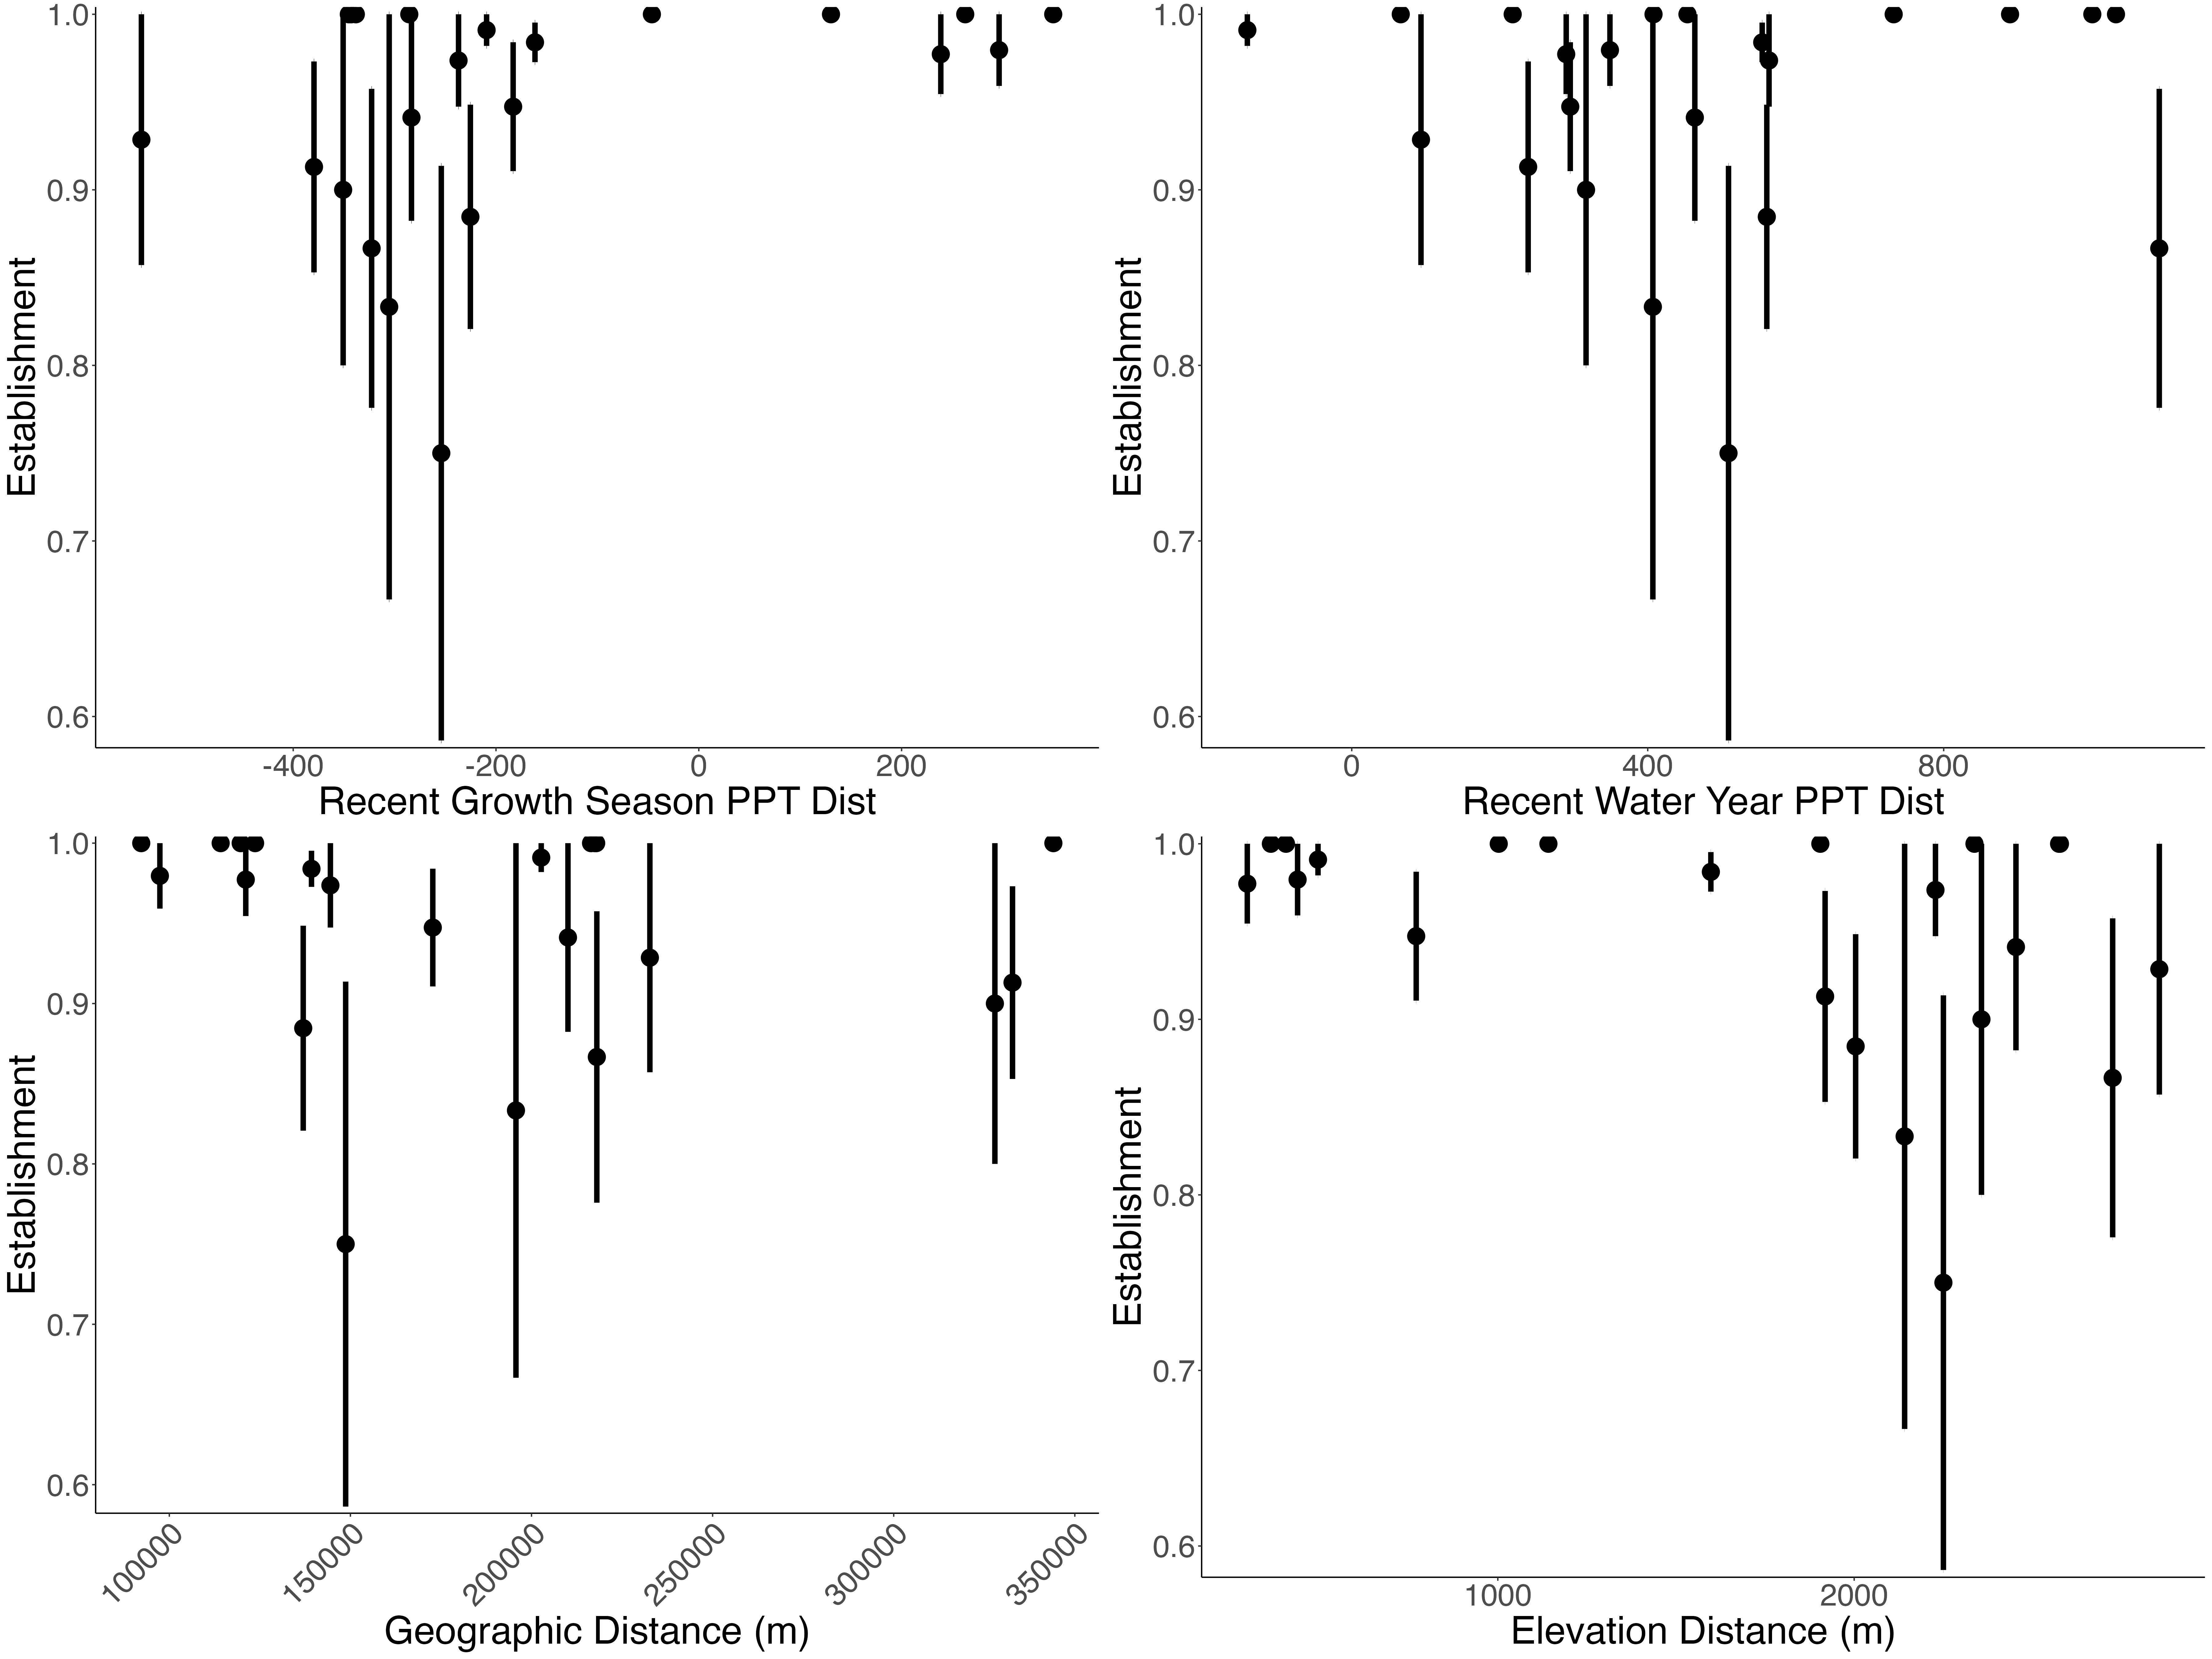 1.0
0.9
0.8
0.7
0.6
Establishment
-400 -200 0 200
Recent Growth Season PPT Dist
1.0
0.9
0.8
0.7
0.6
Establishment
0 400 800
Recent Water Year PPT Dist
1.0
0.9
0.8
0.7
0.6
Establishment
100000 150000 200000 250000 300000 350000
Geographic Distance (m)
1.0
0.9
0.8
0.7
0.6
Establishment
1000 2000
Elevation Distance (m)